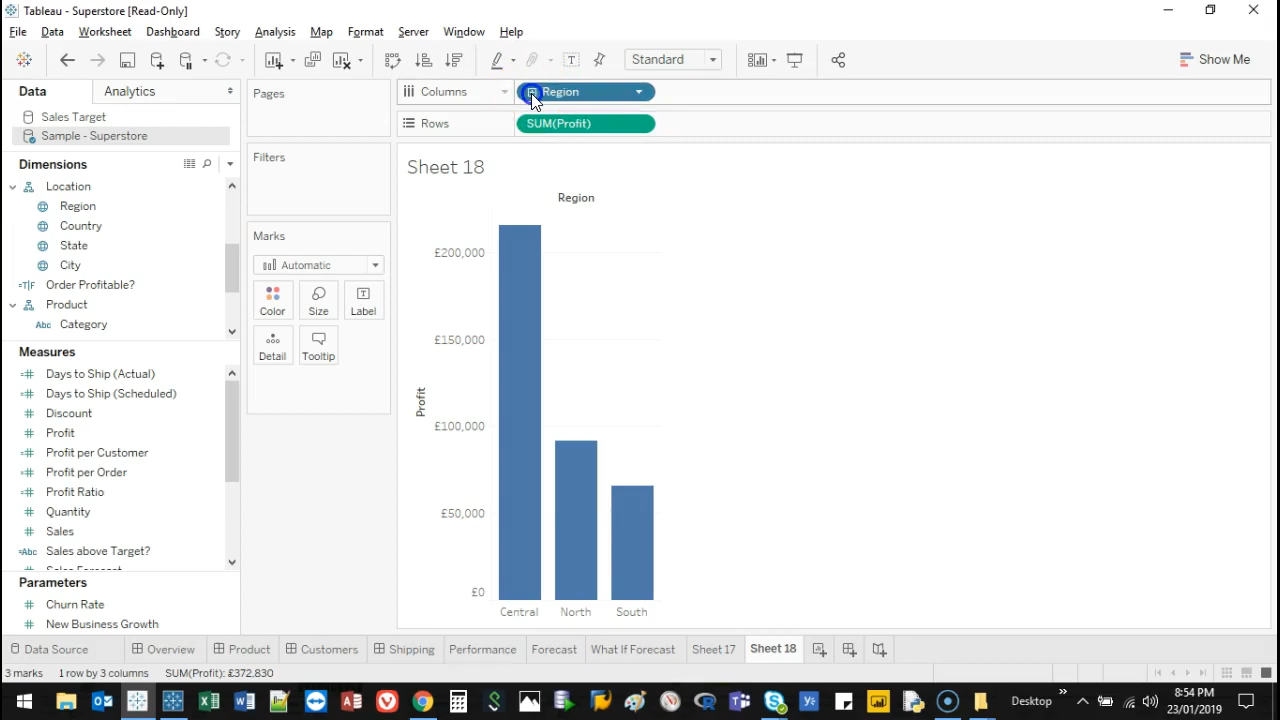 Tableau - Superstore [Read-Only]
File Data Worksheet Dashboard Story Analysis Map Format Server Window Help
Standard
Show Me
Data
Analytics
Sales Target
Sample - Superstore
Dimensions
Location
Region
Country
State
City
=T|F Order Profitable?
Product
Abc Category
Measures
Days to Ship (Actual)
Days to Ship (Scheduled)
Discount
Profit
Profit per Customer
Profit per Order
Profit Ratio
Quantity
Sales
=Abc Sales above Target?
Sales Forecast
Parameters
Churn Rate
New Business Growth
Pages
Filters
Marks
Automatic
Color
Size
Label
Detail
Tooltip
Columns
Region
Rows
SUM(Profit)
Sheet 18
Region
Profit
£200,000
£150,000
£100,000
£50,000
£0
Central
North
South
Data Source
Overview
Product
Customers
Shipping
Performance
Forecast
What If Forecast
Sheet 17
Sheet 18
3 marks
1 row by 3 columns
SUM(Profit): £372,830
Desktop
8:54 PM
23/01/2019